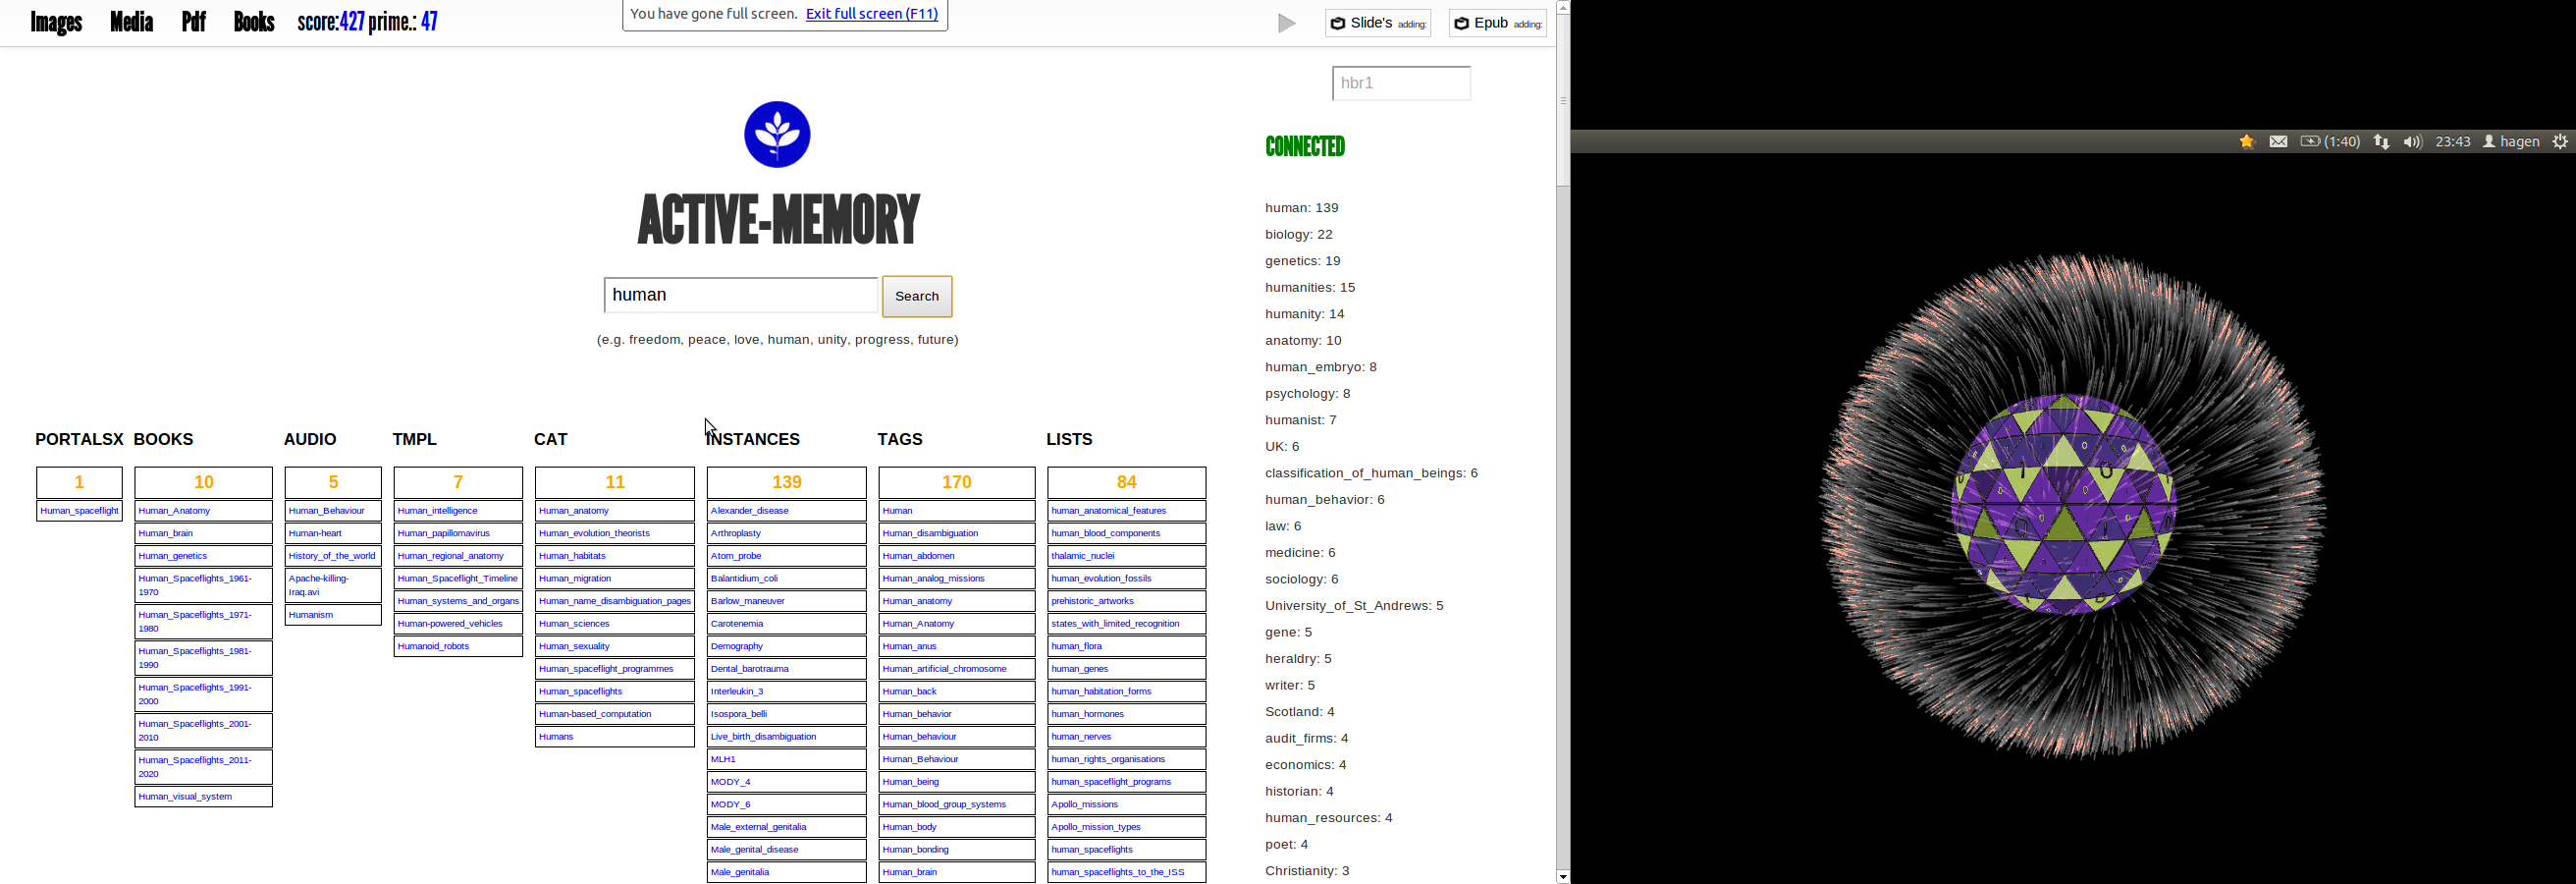 Images Media Pdf Books score:427 prime.: 47
You have gone full screen. Exit full screen (F11)
Slide's adding:
Epub adding:
hbr1
ACTIVE-MEMORY
human
Search
(e.g. freedom, peace, love, human, unity, progress, future)
PORTALSX
1
Human_spaceflight
BOOKS
10
Human_Anatomy
Human_brain
Human_genetics
Human_Spaceflights_1961-
1970
Human_Spaceflights_1971-
1980
Human_Spaceflights_1981-
1990
Human_Spaceflights_1991-
2000
Human_Spaceflights_2001-
2010
Human_Spaceflights_2011-
2020
Human_visual_system
AUDIO
5
Human_Behaviour
Human-heart
History_of_the_world
Apache-killing-
Iraq.avi
Humanism
TMPL
7
Human_intelligence
Human_papillomavirus
Human_regional_anatomy
Human_Spaceflight_Timeline
Human_systems_and_organs
Human-powered_vehicles
Humanoid_robots
CAT
11
Human_anatomy
Human_evolution_theorists
Human_habitats
Human_migration
Human_name_disambiguation_pages
Human_sciences
Human_sexuality
Human_spaceflight_programmes
Human_spaceflights
Human-based_computation
Humans
INSTANCES
139
Alexander_disease
Arthroplasty
Atom_probe
Balantidium_coli
Barlow_maneuver
Carotenemia
Demography
Dental_barotrauma
Interleukin_3
Isospora_belli
Live_birth_disambiguation
MLH1
MODY_4
MODY_6
Male_external_genitalia
Male_genital_disease
Male_genitalia
TAGS
170
Human
Human_disambiguation
Human_abdomen
Human_analog_missions
Human_anatomy
Human_Anatomy
Human_anus
Human_artificial_chromosome
Human_back
Human_behavior
Human_behaviour
Human_Behaviour
Human_being
Human_blood_group_systems
Human_body
Human_bonding
Human_brain
LISTS
84
human_anatomical_features
human_blood_components
thalamic_nuclei
human_evolution_fossils
prehistoric_artworks
states_with_limited_recognition
human_flora
human_genes
human_habitation_forms
human_hormones
human_nerves
human_rights_organisations
human_spaceflight_programs
Apollo_missions
Apollo_mission_types
human_spaceflights
human_spaceflights_to_the_ISS
CONNECTED
human: 139
biology: 22
genetics: 19
humanities: 15
humanity: 14
anatomy: 10
human_embryo: 8
psychology: 8
humanist: 7
UK: 6
classification_of_human_beings: 6
human_behavior: 6
law: 6
medicine: 6
sociology: 6
University_of_St_Andrews: 5
gene: 5
heraldry: 5
writer: 5
Scotland: 4
audit_firms: 4
economics: 4
historian: 4
human_resources: 4
poet: 4
Christianity: 3
(1:40) 23:43 hagen